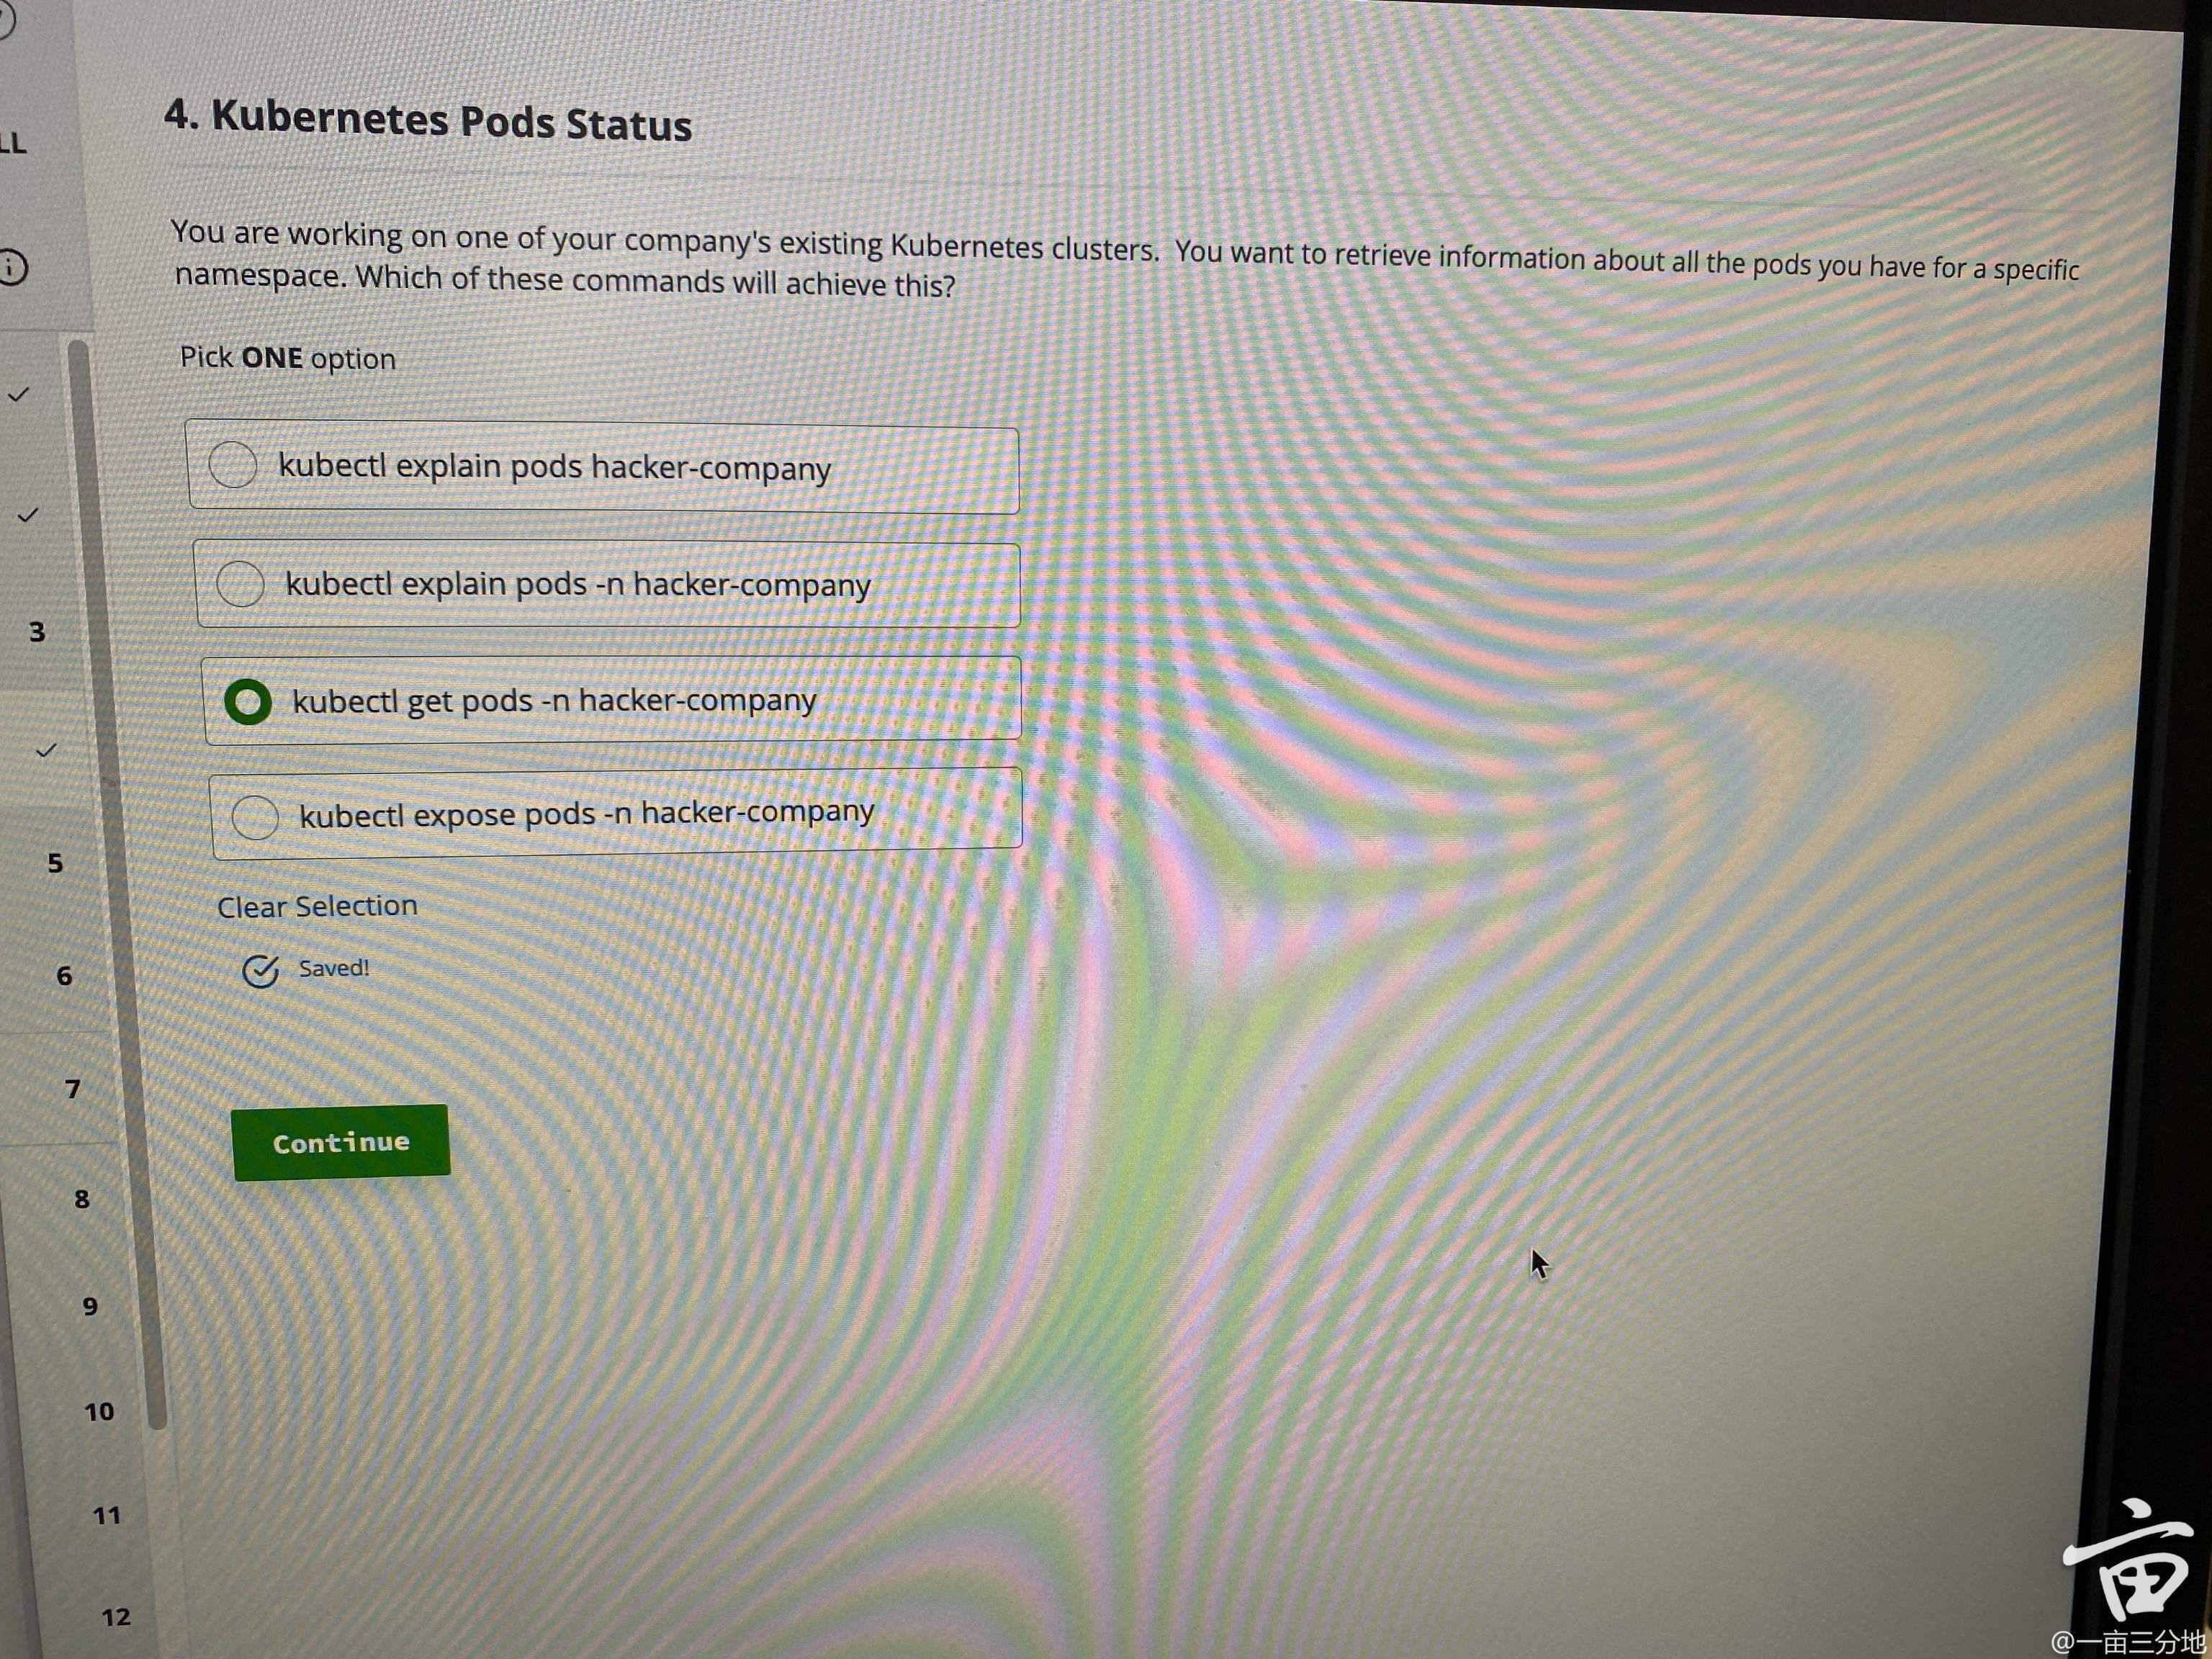 LL
4. Kubernetes Pods Status
You are working on one of your company's existing Kubernetes clusters.  You want to retrieve information about all the pods you have for a specific
namespace. Which of these commands will achieve this?
Pick ONE option
kubectl explain pods hacker-company
kubectl explain pods -n hacker-company
3
kubectl get pods -n hacker-company
kubectl expose pods -n hacker-company
5
Clear Selection
6
Saved!
7
Continue
8
9
10
11
12
亩
@一亩三分地